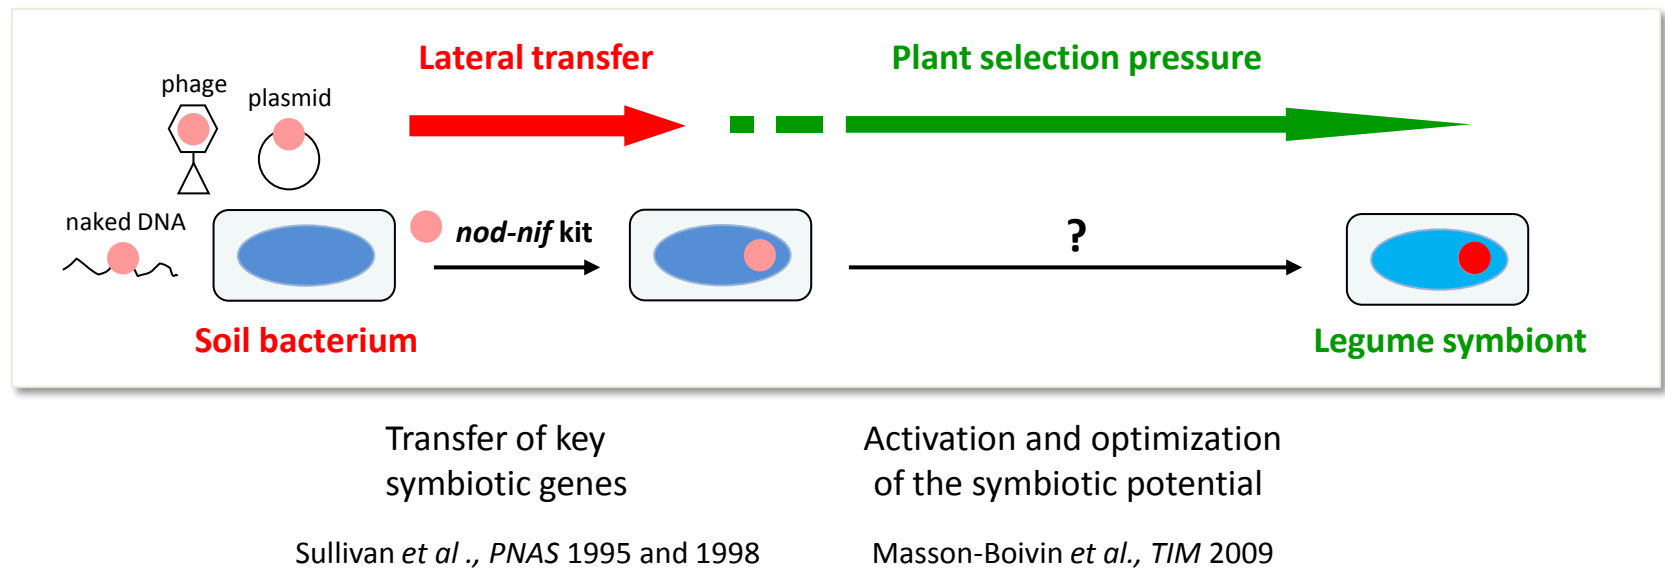 Lateral transfer
Plant selection pressure
phage
plasmid
naked DNA
nod-nif kit
?
Soil bacterium
Legume symbiont
Transfer of key
symbiotic genes
Activation and optimization
of the symbiotic potential
Sullivan et al ., PNAS 1995 and 1998
Masson-Boivin et al., TIM 2009